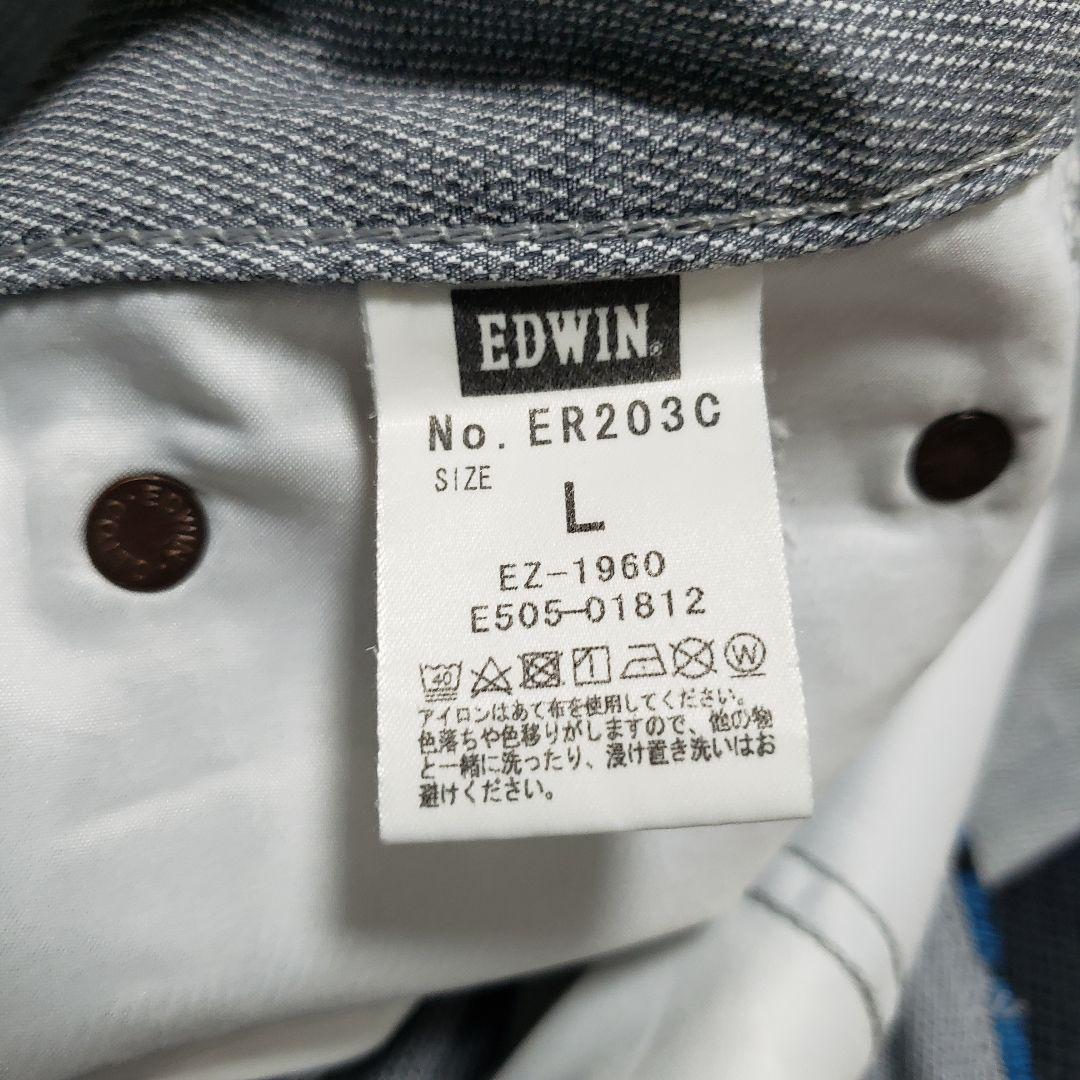 EDWIN
No. ER203C
SIZE
L
EZ-1960
E505-01812
40 W
アイロンはあて布を使用してください。
色落ちや色移りがしますので、他の物
と一緒に洗ったり、浸け置き洗いはお
避けください。
EDWIN